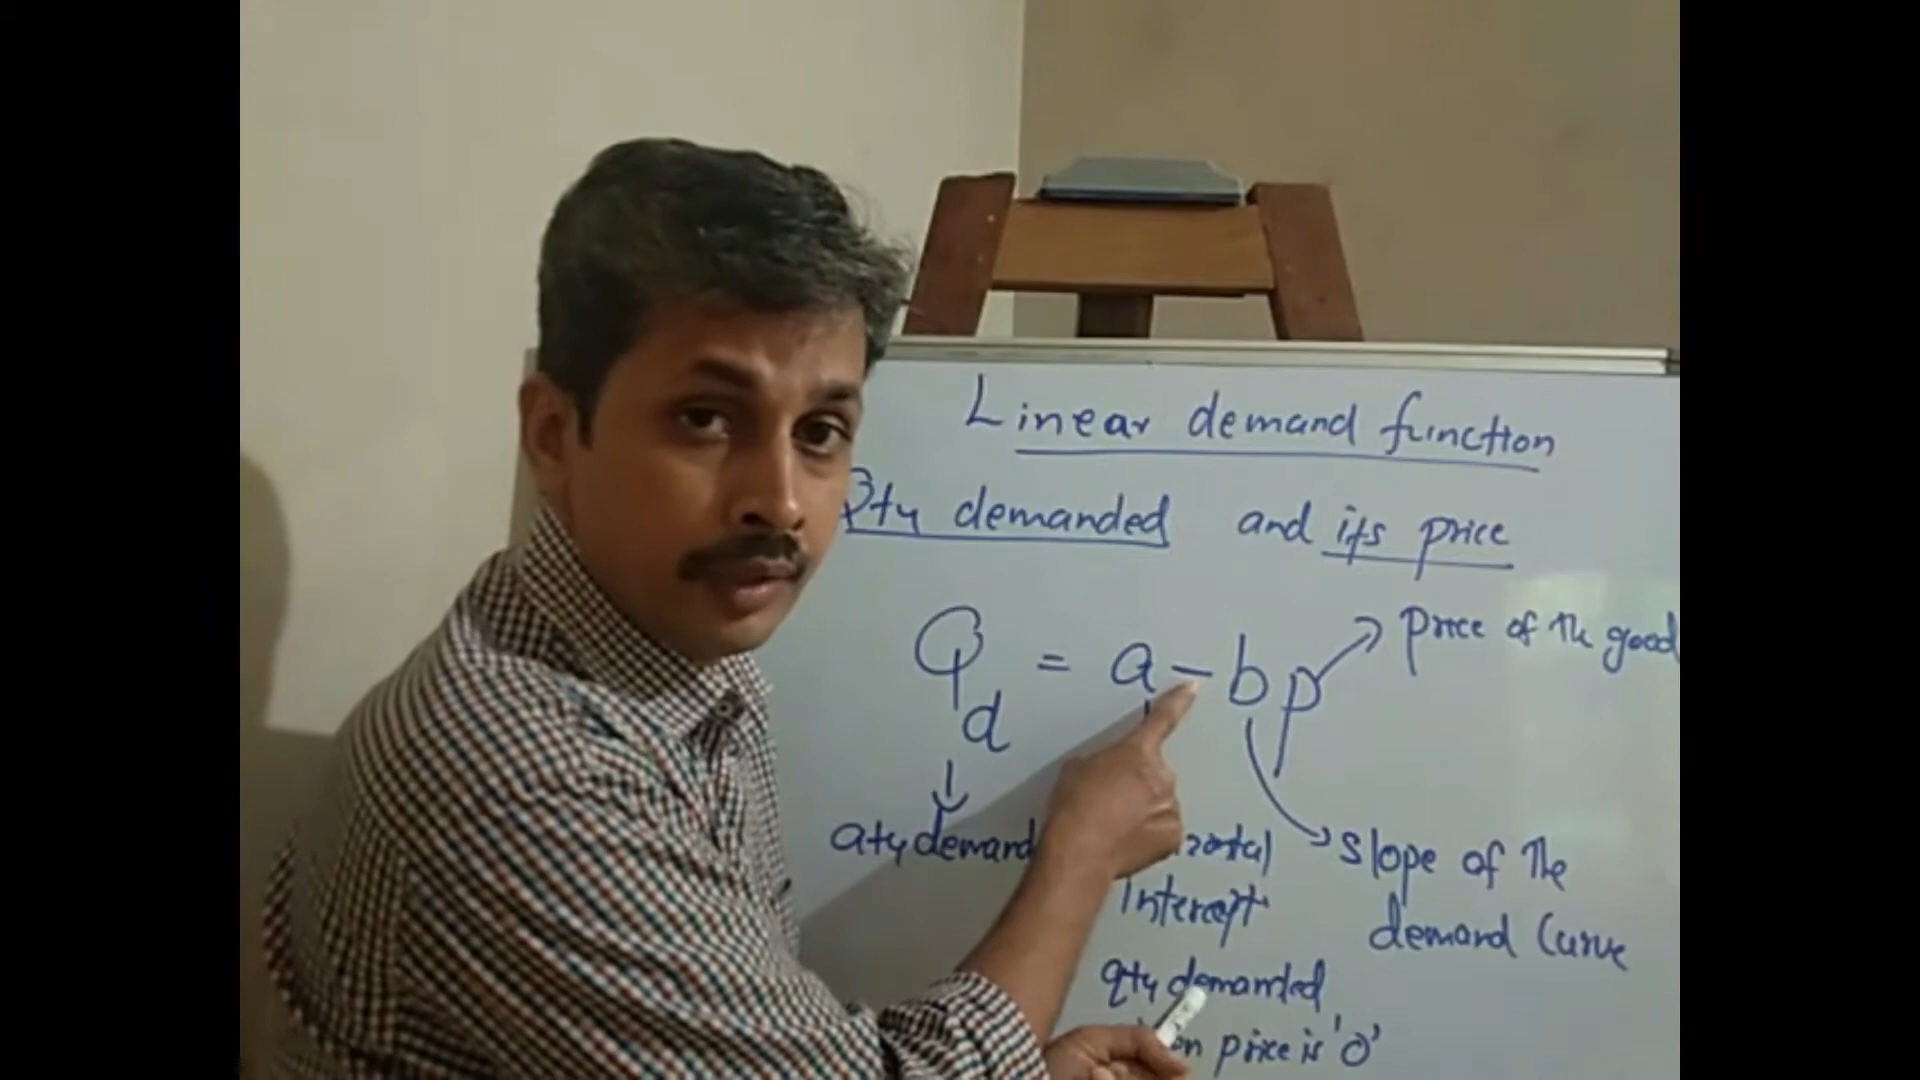 Linear demand function
Qty demanded and its price
Qd = a - bp
price of the good
qty demand
slope of the
demand curve
Intercept
qty demanded
price is '0'